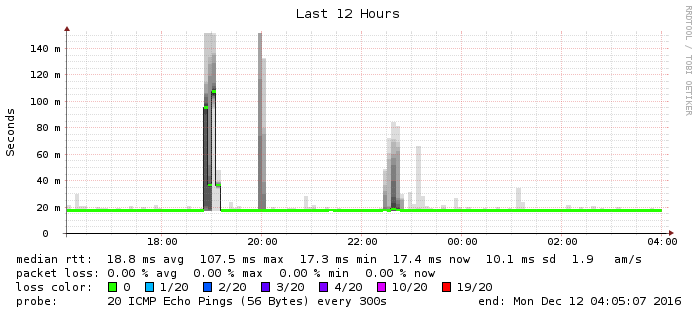 Last 12 Hours
RRDTOOL / TOBI OETIKER
Seconds
140 m
120 m
100 m
80 m
60 m
40 m
20 m
0
18:00 20:00 22:00 00:00 02:00 04:00
median rtt: 18.8 ms avg 107.5 ms max 17.3 ms min 17.4 ms now 10.1 ms sd 1.9 am/s
packet loss: 0.00 % avg 0.00 % max 0.00 % min 0.00 % now
loss color: 0 1/20 2/20 3/20 4/20 10/20 19/20
probe: 20 ICMP Echo Pings (56 Bytes) every 300s end: Mon Dec 12 04:05:07 2016